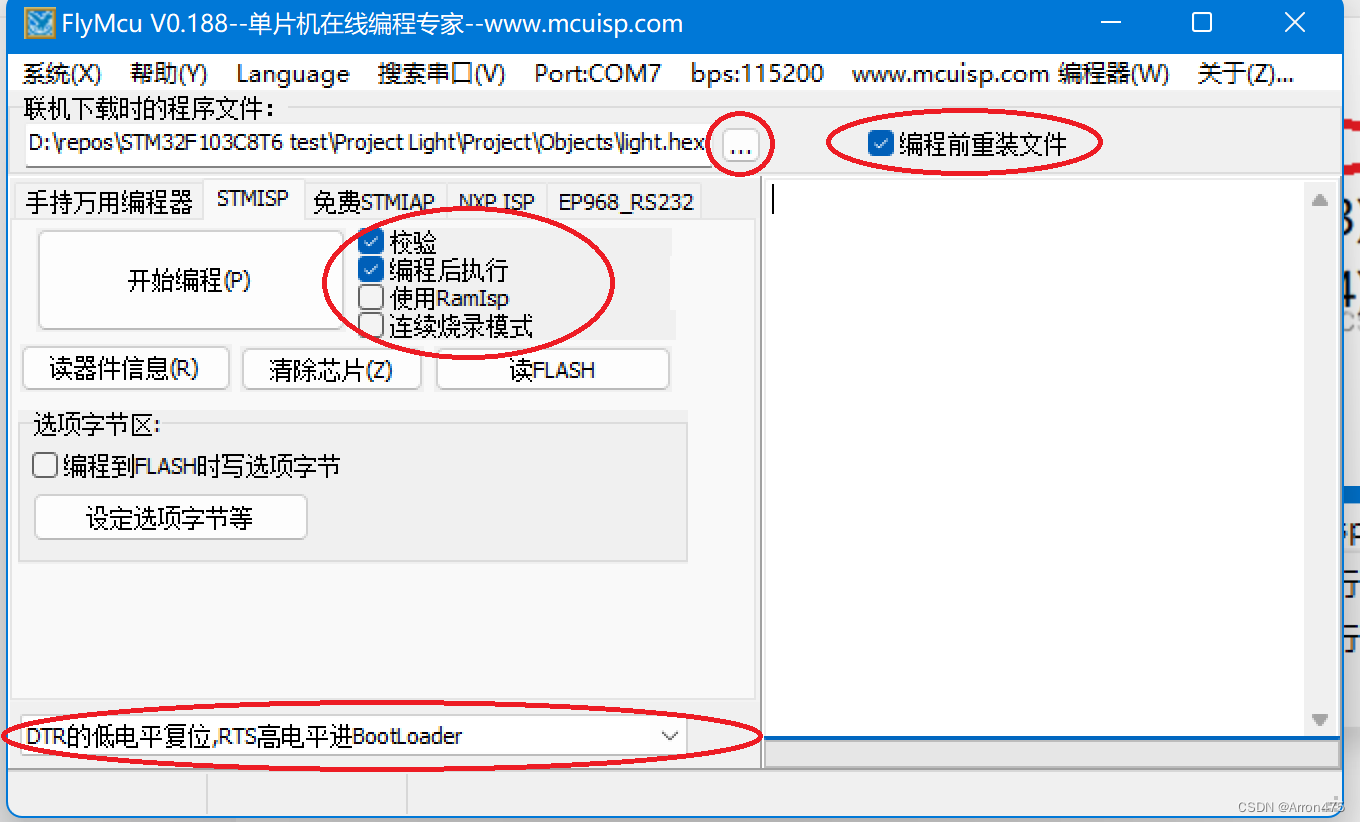 FlyMcu V0.188--单片机在线编程专家--www.mcuisp.com
系统(X) 帮助(Y) Language 搜索串口(V) Port:COM7 bps:115200 www.mcuisp.com 编程器(W) 关于(Z)...
联机下载时的程序文件:
D:\repos\STM32F103C8T6 test\Project Light\Project\Objects\light.hex ... 编程前重装文件
手持万用编程器 STMISP 免费STMIAP NXP ISP EP968_RS232
校验
开始编程(P) 编程后执行
使用RamIsp
连续烧录模式
读器件信息(R) 清除芯片(Z) 读FLASH
选项字节区:
编程到FLASH时写选项字节
设定选项字节等
DTR的低电平复位,RTS高电平进BootLoader
CSDN @Arron475